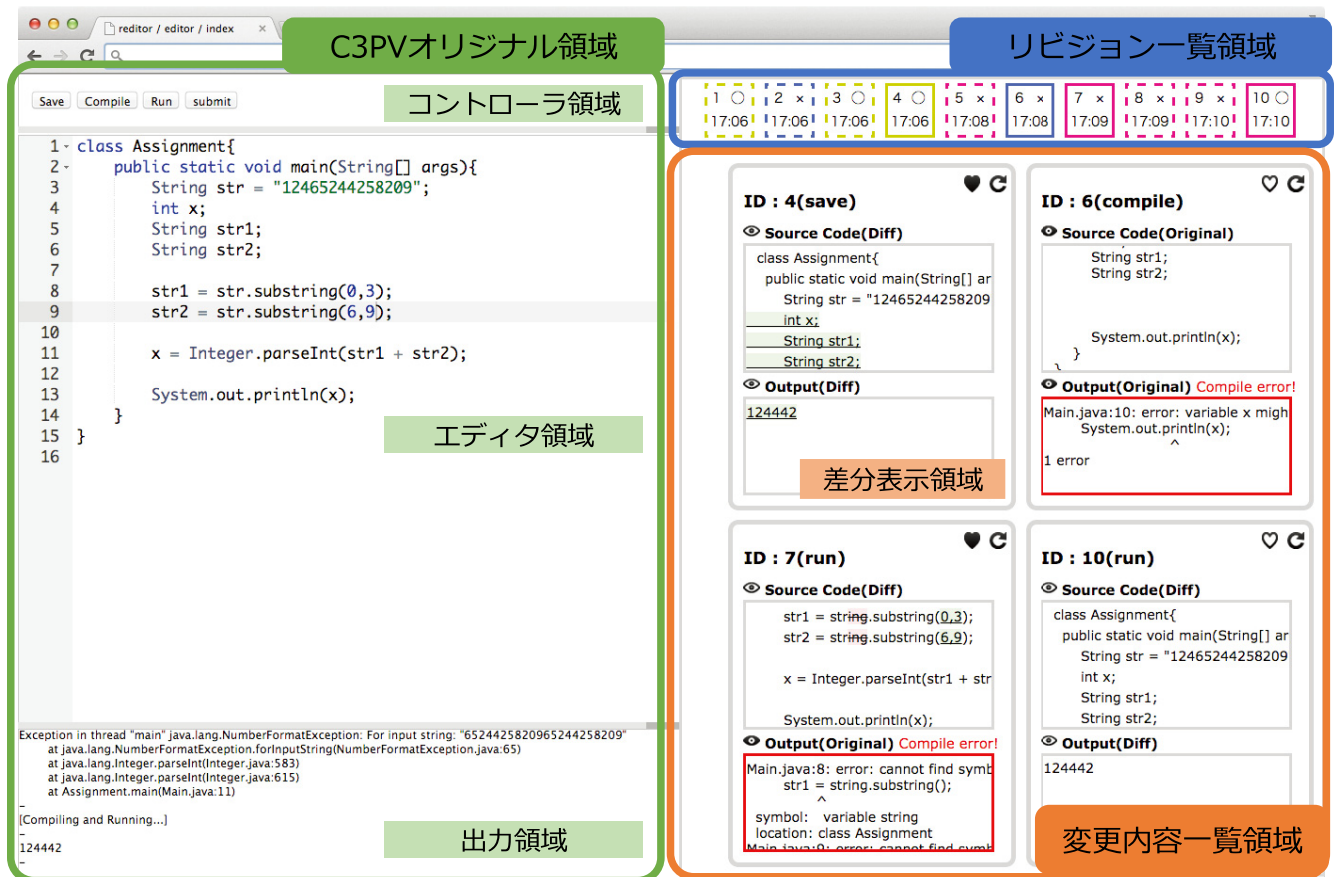 reditor / editor / index
C3PVオリジナル領域
リビジョン一覧領域
Save Compile Run submit
コントローラ領域
1 ○ 2 × 3 ○ 4 ○ 5 × 6 × 7 × 8 × 9 × 10 ○
17:06 17:06 17:06 17:06 17:08 17:08 17:09 17:09 17:10 17:10
1 class Assignment{
2 public static void main(String[] args){
3 String str = "12465244258209";
4 int x;
5 String str1;
6 String str2;
7
8 str1 = str.substring(0,3);
9 str2 = str.substring(6,9);
10
11 x = Integer.parseInt(str1 + str2);
12
13 System.out.println(x);
14 }
15 }
16
エディタ領域
Exception in thread "main" java.lang.NumberFormatException: For input string: "6524425820965244258209"
at java.lang.NumberFormatException.forInputString(NumberFormatException.java:65)
at java.lang.Integer.parseInt(Integer.java:583)
at java.lang.Integer.parseInt(Integer.java:615)
at Assignment.main(Main.java:11)
–
[Compiling and Running...]
–
124442
–
出力領域
ID : 4(save)
Source Code(Diff)
class Assignment{
public static void main(String[] ar
String str = "12465244258209
int x;
String str1;
String str2;
Output(Diff)
124442
差分表示領域
ID : 6(compile)
Source Code(Original)
String str1;
String str2;
System.out.println(x);
}
}
Output(Original) Compile error!
Main.java:10: error: variable x migh
System.out.println(x);
^
1 error
ID : 7(run)
Source Code(Diff)
str1 = string.substring(0,3);
str2 = string.substring(6,9);
x = Integer.parseInt(str1 + str
System.out.println(x);
Output(Original) Compile error!
Main.java:8: error: cannot find symb
str1 = string.substring();
^
symbol: variable string
location: class Assignment
Main.java:9: error: cannot find symb
ID : 10(run)
Source Code(Diff)
class Assignment{
public static void main(String[] ar
String str = "12465244258209
int x;
String str1;
String str2;
Output(Diff)
124442
変更内容一覧領域